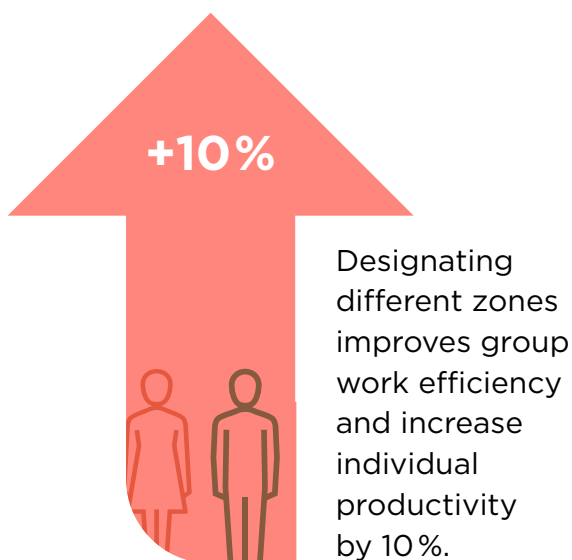 +10%
Designating
different zones
improves group
work efficiency
and increase
individual
productivity
by 10%.